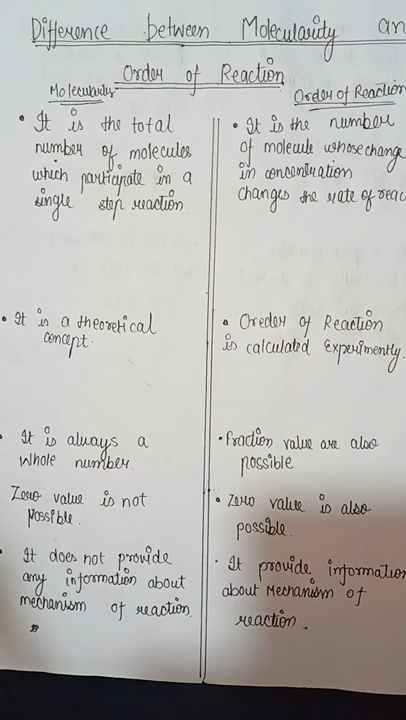 Difference between Molecularity an
Order of Reaction
Molecularity
• It is the total
number of molecules
which participate in a
single step reaction
• It is a theoretical
concept.
• It is always a
Whole number.
Zero value is not
possible.
• It does not provide
any information about
mechanism of reaction.
Order of Reaction
• It is the number
of molecule whose change
in concentration
changes the rate of reac
• Oreder of Reaction
is calculated Experimently.
• Fraction value are also
possible
• Zero value is also
possible.
• It provide information
about Mechanism of
reaction.